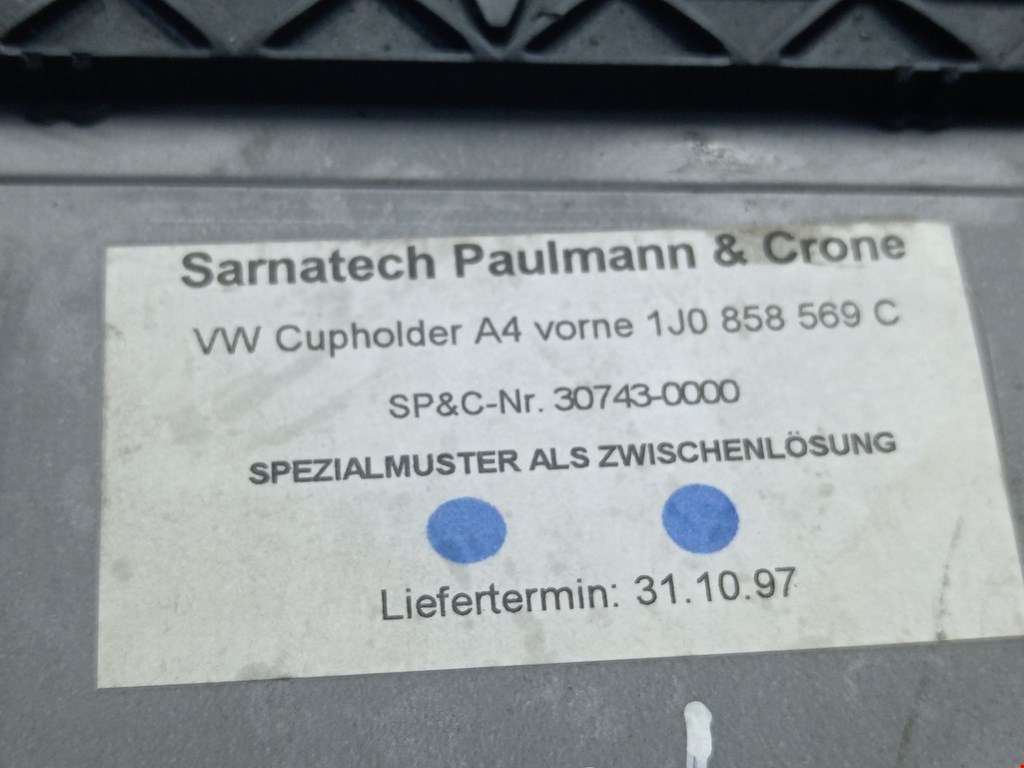 Sarnatech Paulmann & Crone
VW Cupholder A4 vorne 1J0 858 569 C
SP&C-Nr. 30743-0000
SPEZIALMUSTER ALS ZWISCHENLÖSUNG
Liefertermin: 31.10.97